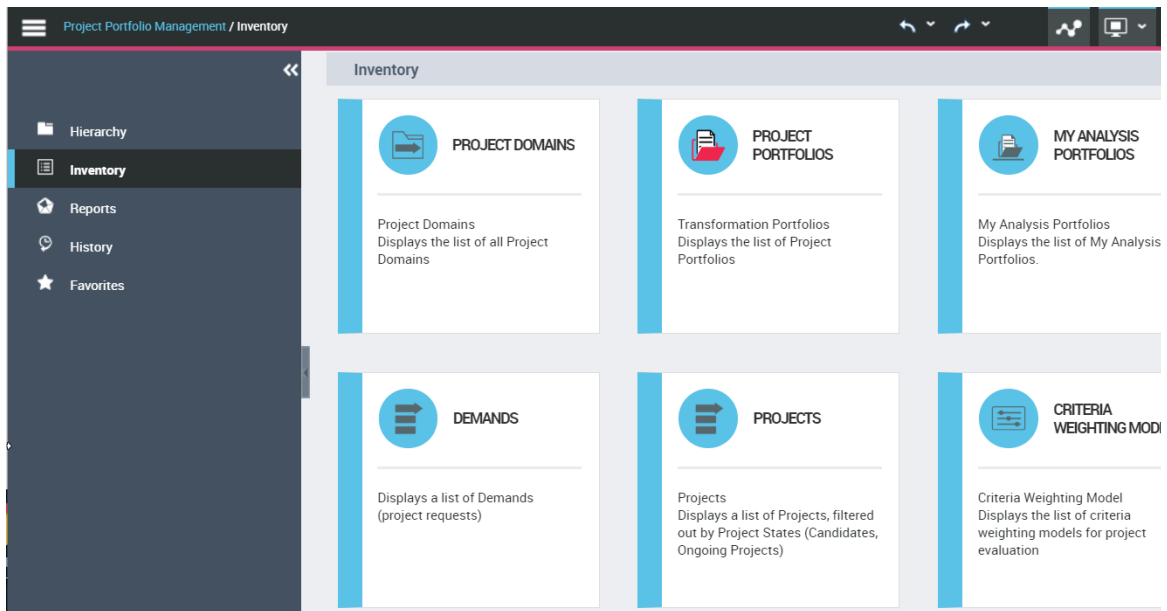 Project Portfolio Management / Inventory
Hierarchy
Inventory
Reports
History
Favorites
Inventory
PROJECT DOMAINS
Project Domains
Displays the list of all Project
Domains
PROJECT
PORTFOLIOS
Transformation Portfolios
Displays the list of Project
Portfolios
MY ANALYSIS
PORTFOLIOS
My Analysis Portfolios
Displays the list of My Analysis
Portfolios.
DEMANDS
Displays a list of Demands
(project requests)
PROJECTS
Projects
Displays a list of Projects, filtered
out by Project States (Candidates,
Ongoing Projects)
CRITERIA
WEIGHTING
Criteria Weighting Model
Displays the list of criteria
weighting models for project
evaluation